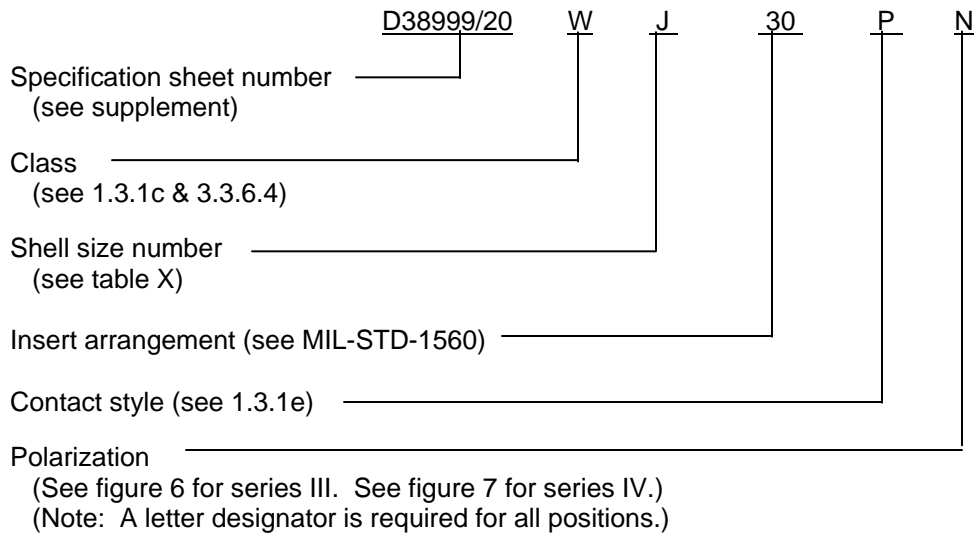 D38999/20 W J 30 P N
Specification sheet number
(see supplement)
Class
(see 1.3.1c & 3.3.6.4)
Shell size number
(see table X)
Insert arrangement (see MIL-STD-1560)
Contact style (see 1.3.1e)
Polarization
(See figure 6 for series III.  See figure 7 for series IV.)
(Note:  A letter designator is required for all positions.)